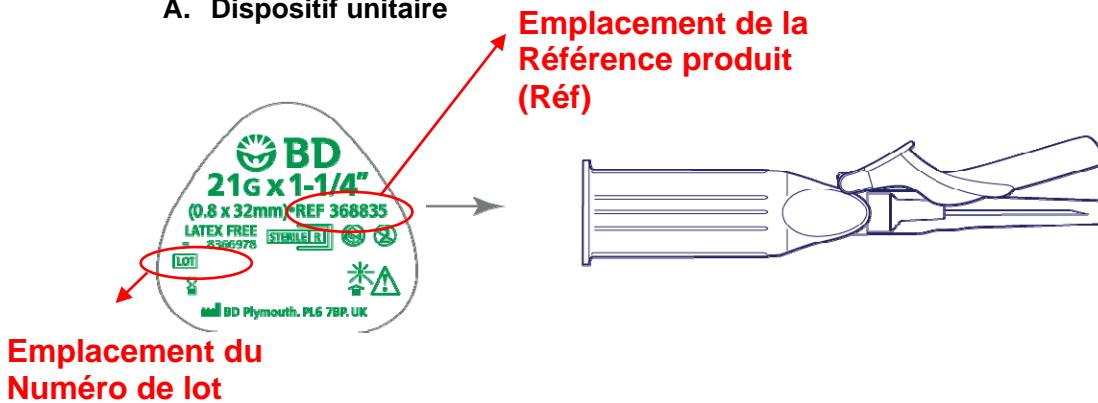 A. Dispositif unitaire
Emplacement de la
Référence produit
(Réf)
BD
21G x 1-1/4"
(0.8 x 32mm)•REF 368835
LATEX FREE
8366978
STERILE R
LOT
BD Plymouth. PL6 7BP. UK
Emplacement du
Numéro de lot